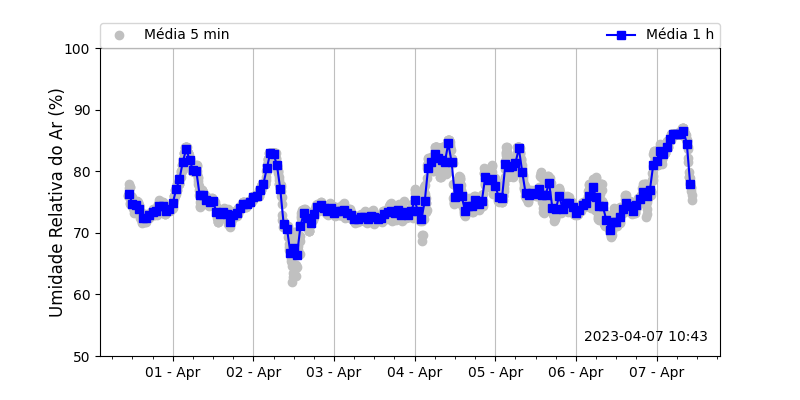 Média 5 min
Média 1 h
Umidade Relativa do Ar (%)
100
90
80
70
60
50
2023-04-07 10:43
01 - Apr
02 - Apr
03 - Apr
04 - Apr
05 - Apr
06 - Apr
07 - Apr